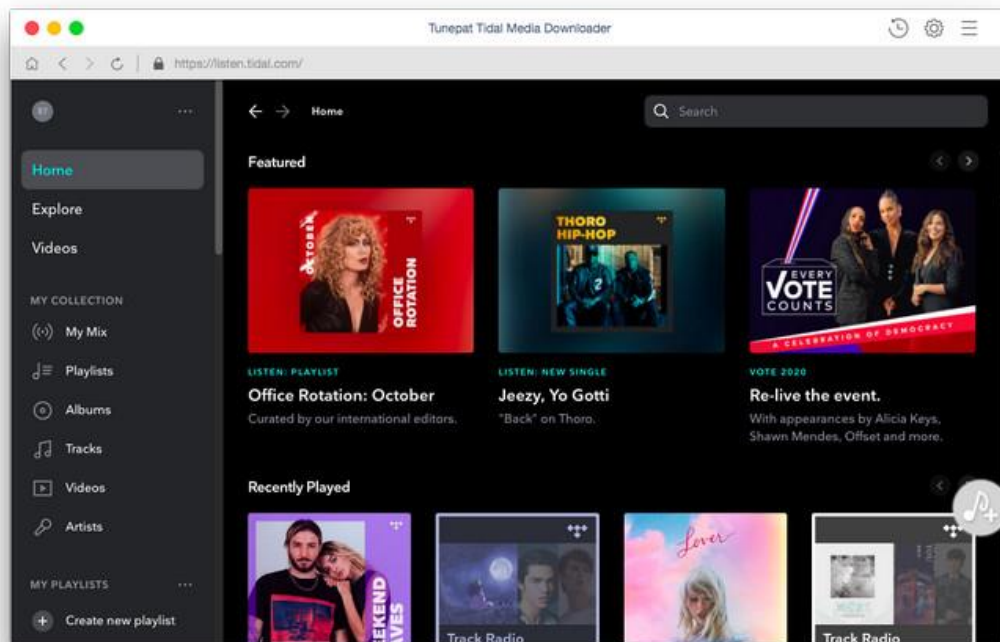 Tunepat Tidal Media Downloader
https://listen.tidal.com/
Home
Search
Home
Explore
Videos
MY COLLECTION
My Mix
Playlists
Albums
Tracks
Videos
Artists
MY PLAYLISTS
Create new playlist
Featured
OCTOBER
OFFICE
ROTATION
THORO
HIP-HOP
EVERY
VOTE
COUNTS
A CELEBRATION OF DEMOCRACY
LISTEN: PLAYLIST
Office Rotation: October
Curated by our international editors.
LISTEN: NEW SINGLE
Jeezy, Yo Gotti
"Back" on Thoro.
VOTE 2020
Re-live the event.
With appearances by Alicia Keys,
Shawn Mendes, Offset and more.
Recently Played
Track Radio
Lover
Track Radio